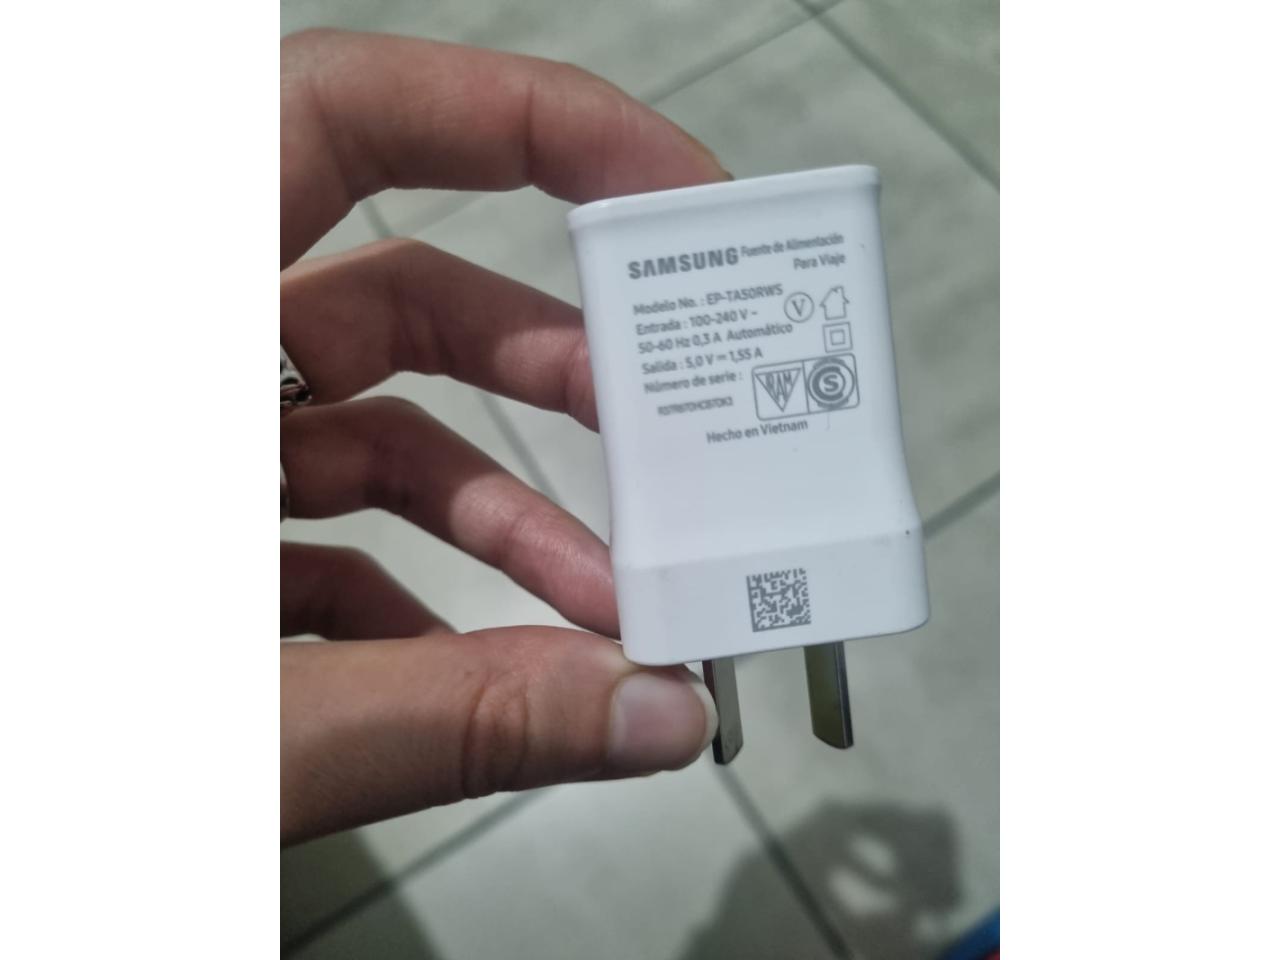 SAMSUNG Fuente de Alimentación
Para Viaje
Modelo No. : EP-TA50RWS
Entrada : 100-240 V ~
50-60 Hz 0,3 A Automático
Salida : 5,0 V ⎓ 1,55 A
Número de serie :
V
IRAM
S
Hecho en Vietnam